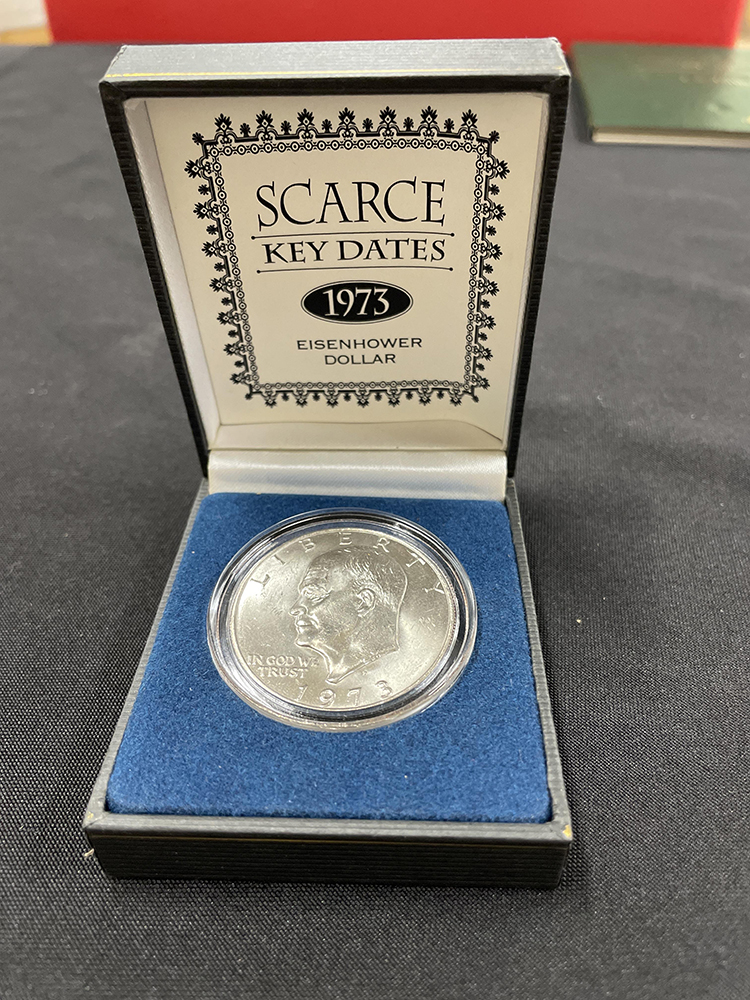 SCARCE
KEY DATES
1973
EISENHOWER
DOLLAR
LIBERTY
IN GOD WE
TRUST
1973